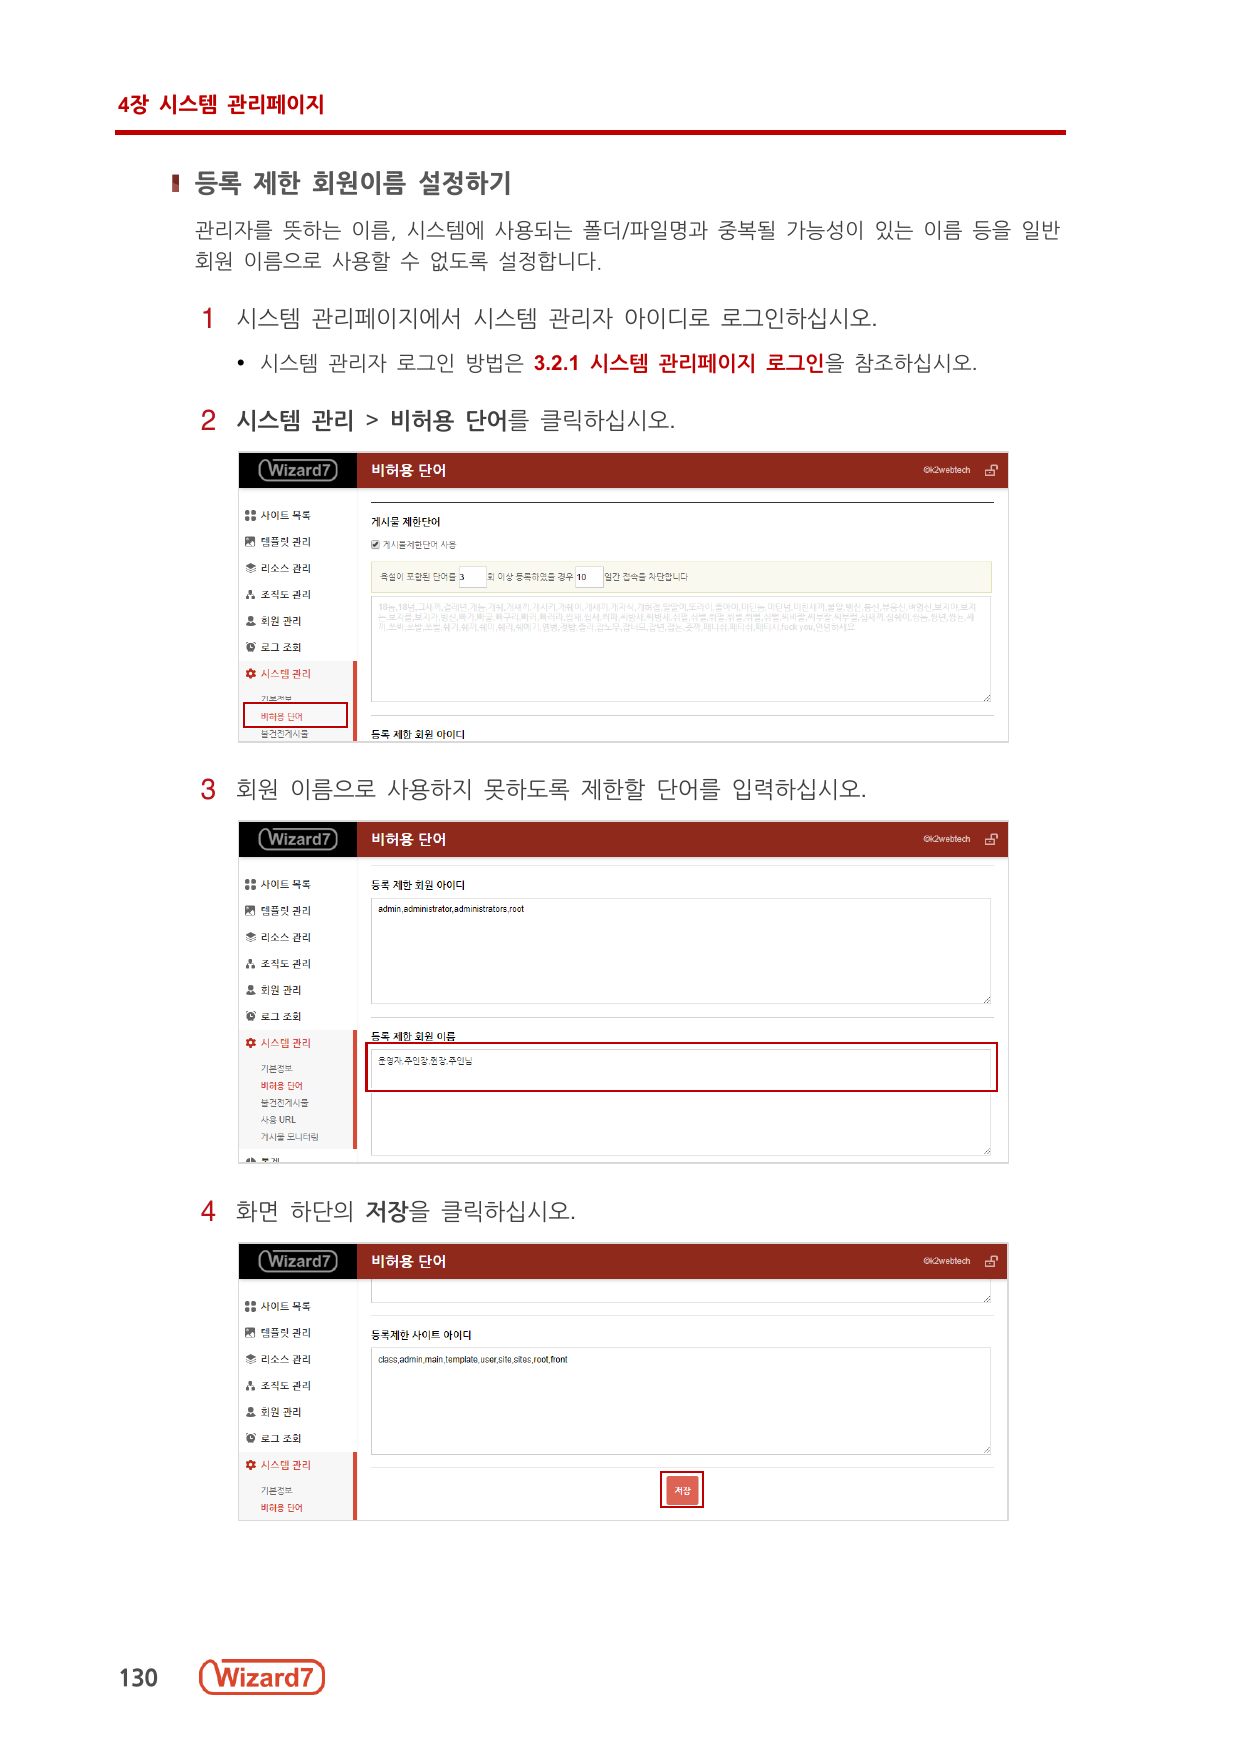 4장 시스템 관리페이지
등록 제한 회원이름 설정하기
관리자를 뜻하는 이름, 시스템에 사용되는 폴더/파일명과 중복될 가능성이 있는 이름 등을 일반
회원 이름으로 사용할 수 없도록 설정합니다.
1 시스템 관리페이지에서 시스템 관리자 아이디로 로그인하십시오.
• 시스템 관리자 로그인 방법은 3.2.1 시스템 관리페이지 로그인을 참조하십시오.
2 시스템 관리 > 비허용 단어를 클릭하십시오.
Wizard7 비허용 단어 @k2webtech
사이트 목록
템플릿 관리
리소스 관리
조직도 관리
회원 관리
로그 조회
시스템 관리
기본정보
비허용 단어
불건전게시물
게시물 제한단어
게시물제한단어 사용
욕설이 포함된 단어를 3 회 이상 등록하였을 경우 10 일간 접속을 차단합니다
등록 제한 회원 아이디
3 회원 이름으로 사용하지 못하도록 제한할 단어를 입력하십시오.
Wizard7 비허용 단어 @k2webtech
사이트 목록
템플릿 관리
리소스 관리
조직도 관리
회원 관리
로그 조회
시스템 관리
기본정보
비허용 단어
불건전게시물
사용 URL
게시물 모니터링
통계
등록 제한 회원 아이디
admin,administrator,administrators,root
등록 제한 회원 이름
운영자,주인장,쥔장,주인님
4 화면 하단의 저장을 클릭하십시오.
Wizard7 비허용 단어 @k2webtech
사이트 목록
템플릿 관리
리소스 관리
조직도 관리
회원 관리
로그 조회
시스템 관리
기본정보
비허용 단어
등록제한 사이트 아이디
class,admin,main,template,user,site,sites,root,front
저장
130 Wizard7